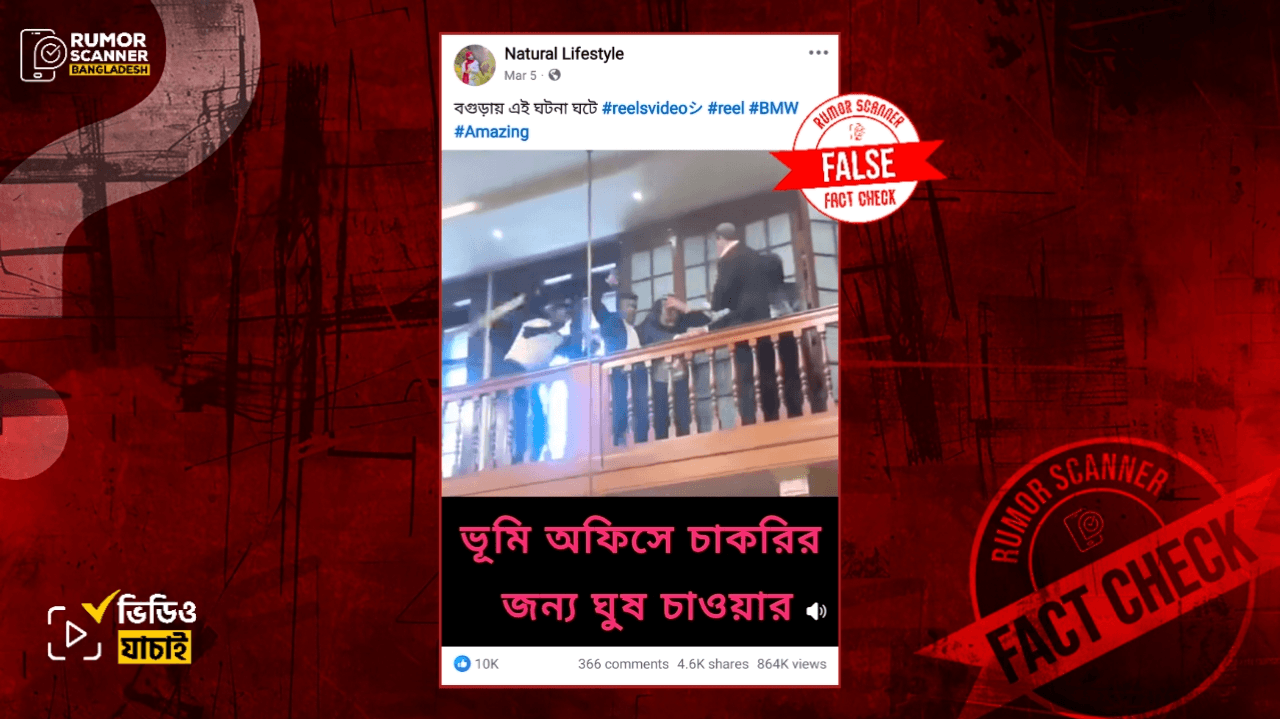 RUMOR
SCANNER
BANGLADESH
Natural Lifestyle
Mar 5 ·
বগুড়ায় এই ঘটনা ঘটে #reelsvideoシ #reel #BMW
#Amazing
RUMOR SCANNER
FALSE
FACT CHECK
ভূমি অফিসে চাকরির
জন্য ঘুষ চাওয়ার
10K 366 comments 4.6K shares 864K views
ভিডিও
যাচাই
RUMOR SCANNER
FACT CHECK